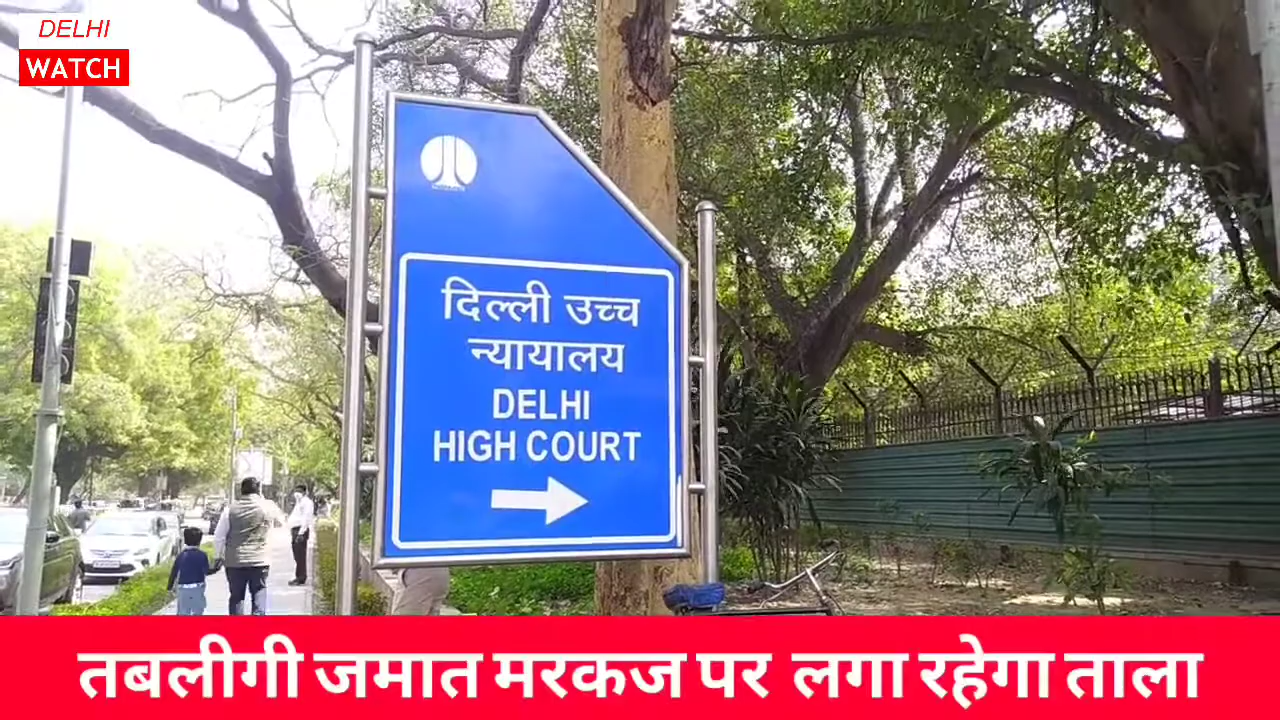 DELHI
WATCH
दिल्ली उच्च
न्यायालय
DELHI
HIGH COURT
तबलीगी जमात मरकज पर लगा रहेगा ताला